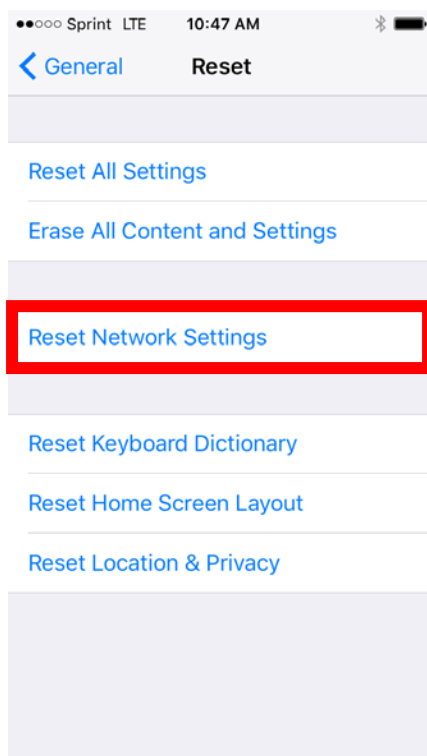 Sprint LTE 10:47 AM
General Reset
Reset All Settings
Erase All Content and Settings
Reset Network Settings
Reset Keyboard Dictionary
Reset Home Screen Layout
Reset Location & Privacy